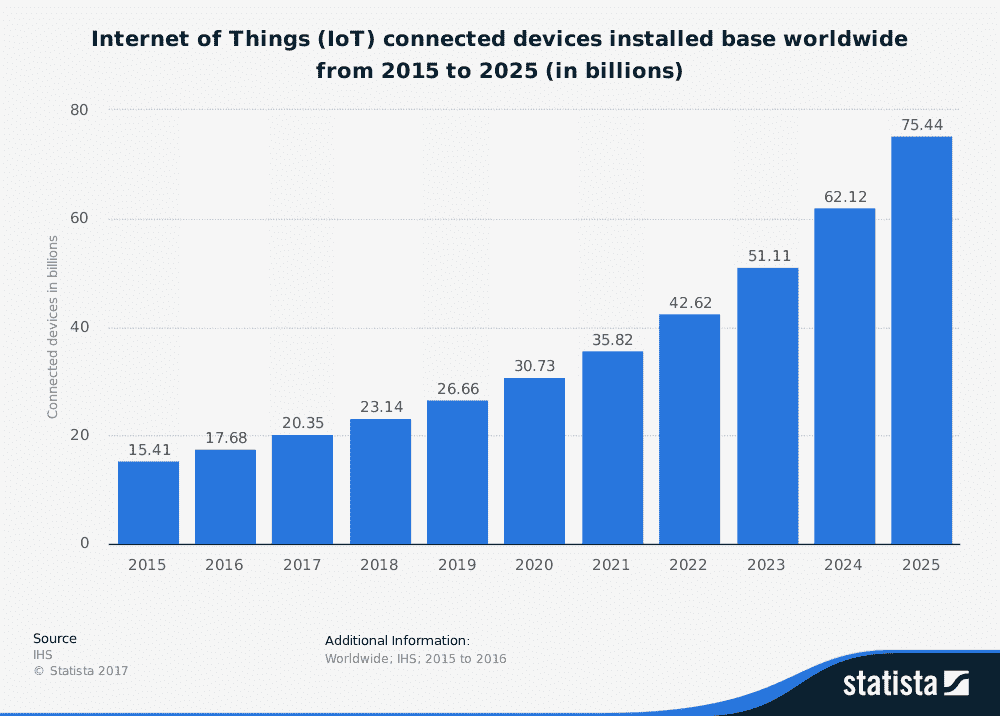 Internet of Things (IoT) connected devices installed base worldwide
from 2015 to 2025 (in billions)
Connected devices in billions
80
60
40
20
0
15.41
17.68
20.35
23.14
26.66
30.73
35.82
42.62
51.11
62.12
75.44
2015 2016 2017 2018 2019 2020 2021 2022 2023 2024 2025
Source
IHS
© Statista 2017
Additional Information:
Worldwide; IHS; 2015 to 2016
statista